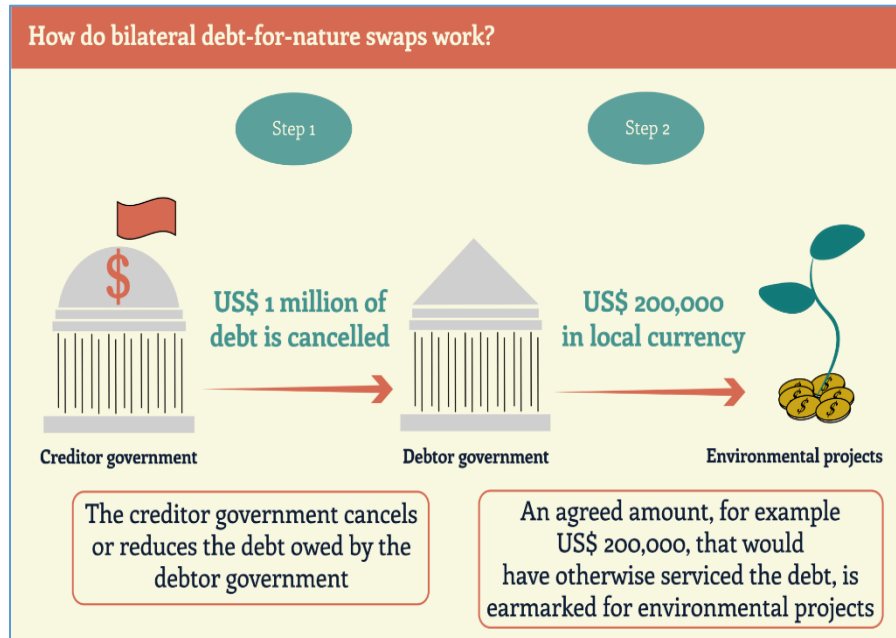 How do bilateral debt-for-nature swaps work?
Step 1
Step 2
$
US$ 1 million of
debt is cancelled
US$ 200,000
in local currency
$ $ $ $ $
Creditor government
Debtor government
Environmental projects
The creditor government cancels
or reduces the debt owed by the
debtor government
An agreed amount, for example
US$ 200,000, that would
have otherwise serviced the debt, is
earmarked for environmental projects